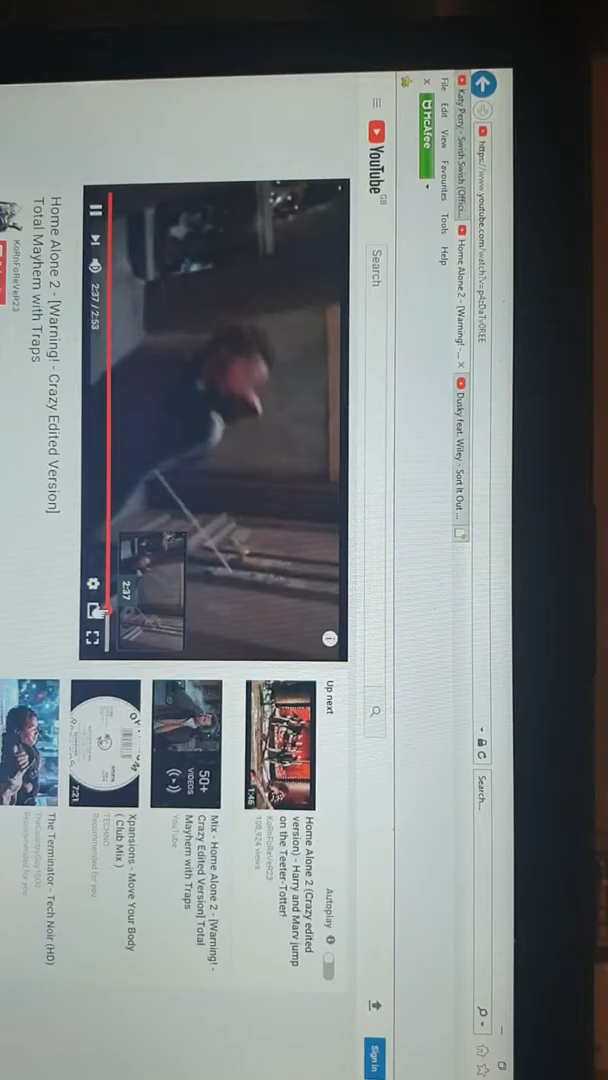 https://www.youtube.com/watch?v=p4zDaTv0REE
Search...
Katy Perry - Swish Swish (Offici...
Home Alone 2 - [Warning! -...
X
Dusky feat. Wiley - Sort It Out ...
File Edit View Favourites Tools Help
X
McAfee
YouTube GB
Search
Sign in
2:37
2:37 / 2:53
Home Alone 2 - [Warning! - Crazy Edited Version]
Total Mayhem with Traps
KoRnFoReVeR23
Up next
Autoplay
1:46
Home Alone 2 (Crazy edited
version) - Harry and Marv jump
on the Teeter-Totter!
KoRnFoReVeR23
108,924 views
50+
VIDEOS
Mix - Home Alone 2 - [Warning! -
Crazy Edited Version] Total
Mayhem with Traps
YouTube
7:21
Xpansions - Move Your Body
( Club Mix )
TECHNO
Recommended for you
The Terminator - Tech Noir (HD)
Recommended for you